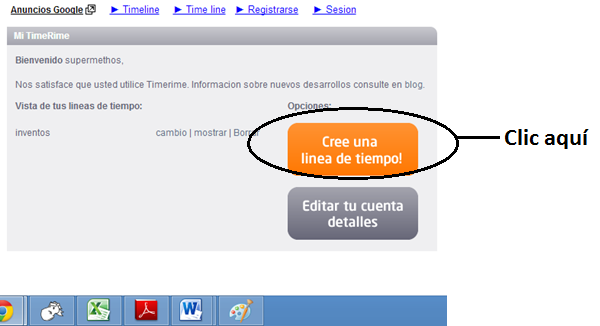 Anuncios Google ► Timeline ► Time line ► Registrarse ► Sesion
Mi TimeRime
Bienvenido supermethos,
Nos satisface que usted utilice Timerime. Informacion sobre nuevos desarrollos consulte en blog.
Vista de tus lineas de tiempo: Opciones:
inventos cambio | mostrar | Borrar
Cree una
linea de tiempo!
Clic aquí
Editar tu cuenta
detalles